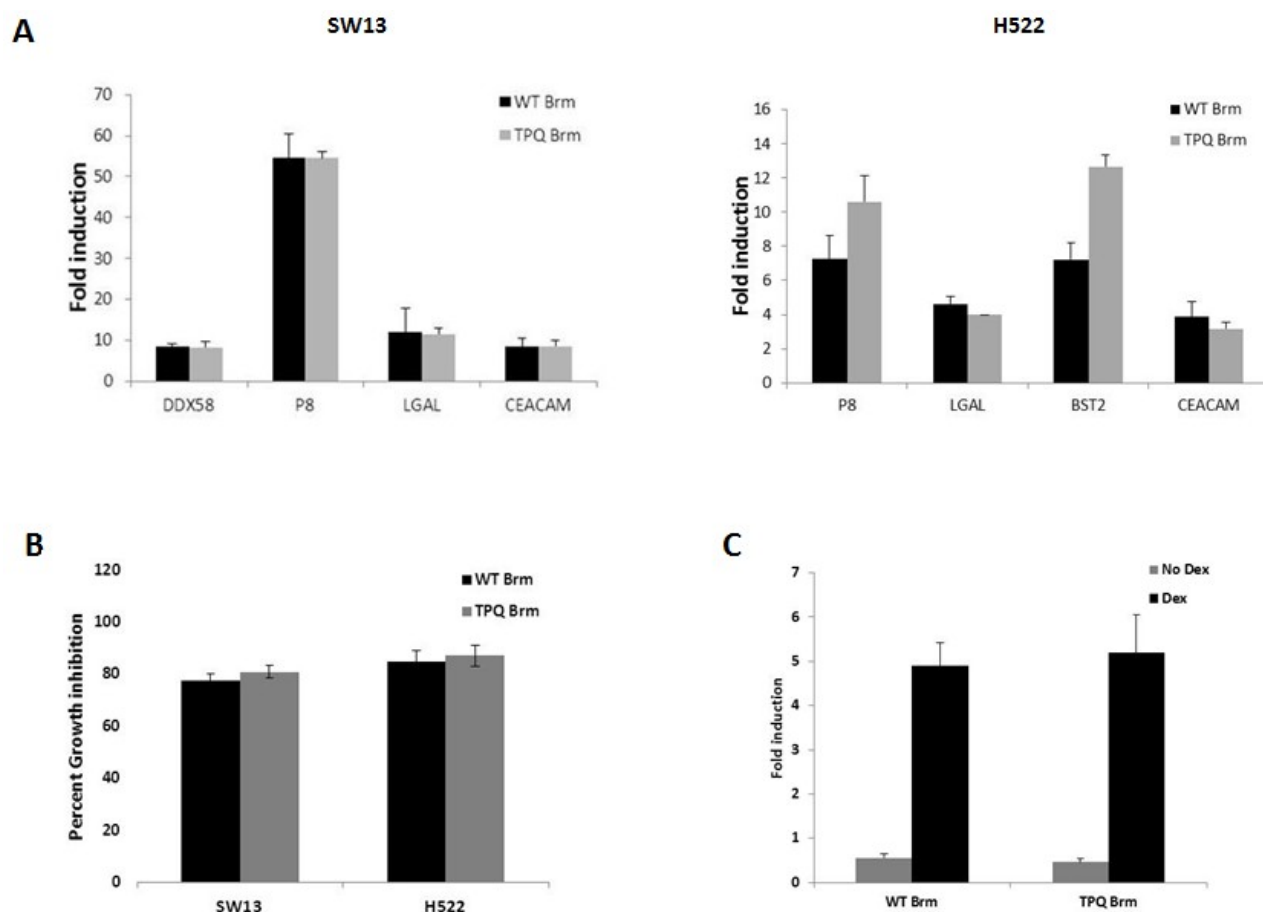 A
SW13
H522
Fold induction
70
60
50
40
30
20
10
0
WT Brm
TPQ Brm
DDX58 P8 LGAL CEACAM
Fold induction
16
14
12
10
8
6
4
2
0
WT Brm
TPQ Brm
P8 LGAL BST2 CEACAM
B
Percent Growth inhibition
120
100
80
60
40
20
0
WT Brm
TPQ Brm
SW13 H522
C
Fold induction
7
6
5
4
3
2
1
0
No Dex
Dex
WT Brm TPQ Brm